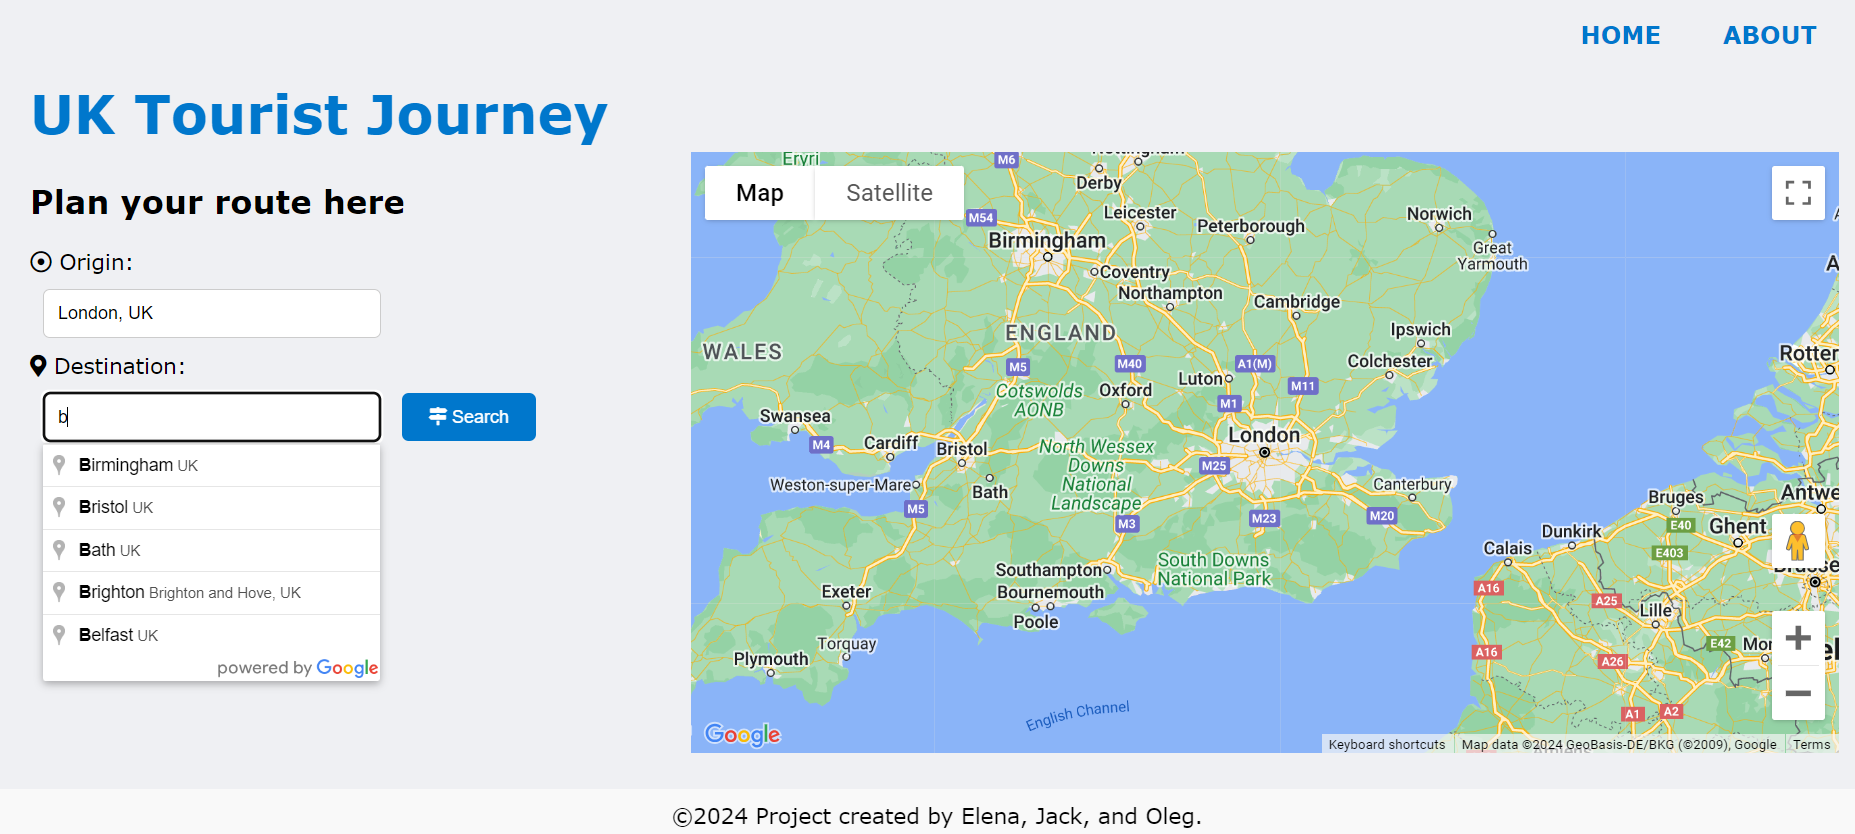 HOME ABOUT
UK Tourist Journey
Plan your route here
Origin:
London, UK
Destination:
b
Search
Birmingham UK
Bristol UK
Bath UK
Brighton Brighton and Hove, UK
Belfast UK
powered by Google
Map Satellite
Eryri
M6
Nottingham
Derby
M54
Leicester
Peterborough
Norwich
Birmingham
Great
Yarmouth
Coventry
Northampton
Cambridge
ENGLAND
Ipswich
WALES
M5
M40
A1(M)
Colchester
Rotter
Luton
M11
Cotswolds
AONB
Oxford
M1
Swansea
M4
Cardiff
Bristol
North Wessex
Downs
National
Landscape
London
M25
Weston-super-Mare
Bath
Canterbury
Bruges
Antwe
M5
M3
M23
M20
E40
Ghent
Dunkirk
Calais
E403
South Downs
National Park
Southampton
Exeter
Bournemouth
A16
A25
Lille
Poole
Torquay
E42
Mor
Plymouth
A16
A26
English Channel
A1
A2
Google
Keyboard shortcuts
Map data ©2024 GeoBasis-DE/BKG (©2009), Google
Terms
©2024 Project created by Elena, Jack, and Oleg.